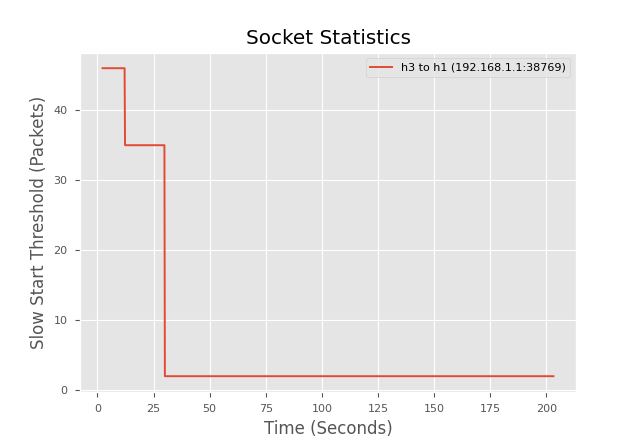 Socket Statistics
h3 to h1 (192.168.1.1:38769)
Slow Start Threshold (Packets)
40
30
20
10
0
0 25 50 75 100 125 150 175 200
Time (Seconds)